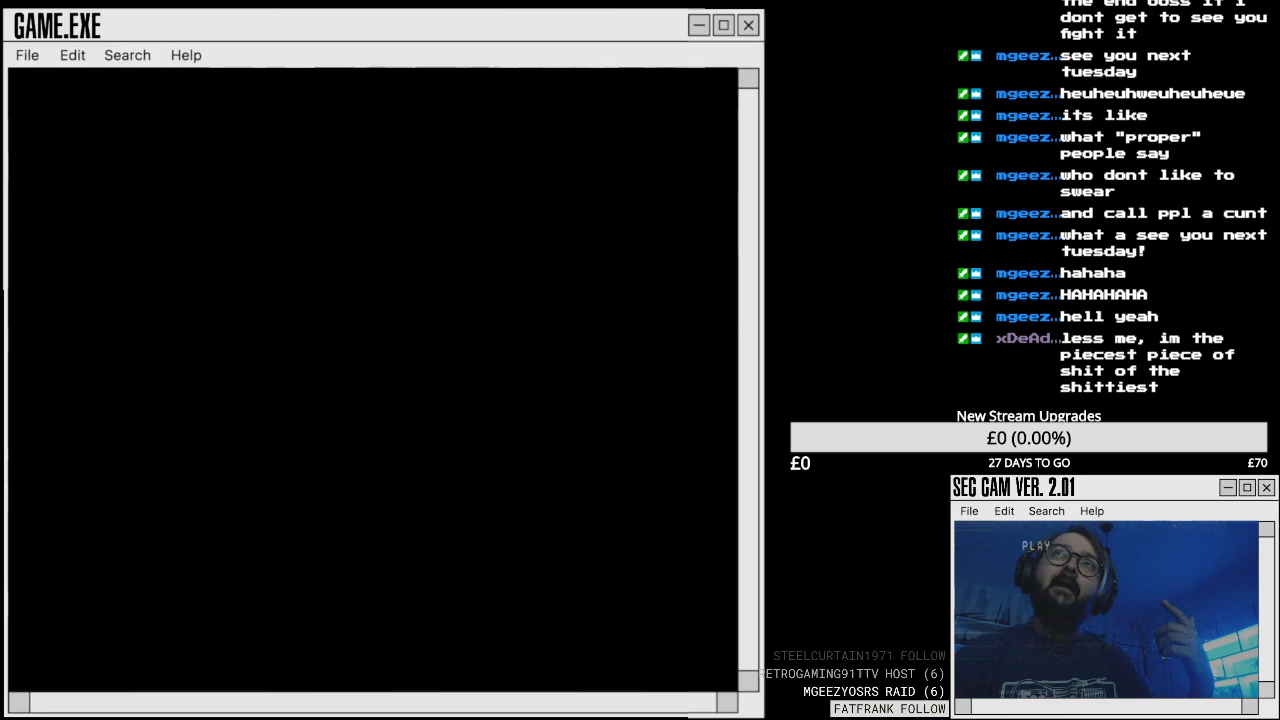 GAME.EXE
File Edit Search Help
the end boss if i
dont get to see you
fight it
mgeez..see you next
tuesday
mgeez..heuheuhweuheuheue
mgeez..its like
mgeez..what "proper"
people say
mgeez..who dont like to
swear
mgeez..and call ppl a cunt
mgeez..what a see you next
tuesday!
mgeez..hahaha
mgeez..HAHAHAHA
mgeez..hell yeah
xDeAd..less me, im the
piecest piece of
shit of the
shittiest
New Stream Upgrades
£0 (0.00%)
£0 27 DAYS TO GO £70
SEC CAM VER. 2.01
File Edit Search Help
PLAY
STEELCURTAIN1971 FOLLOW
ETROGAMING91TTV HOST (6)
MGEEZYOSRS RAID (6)
FATFRANK FOLLOW